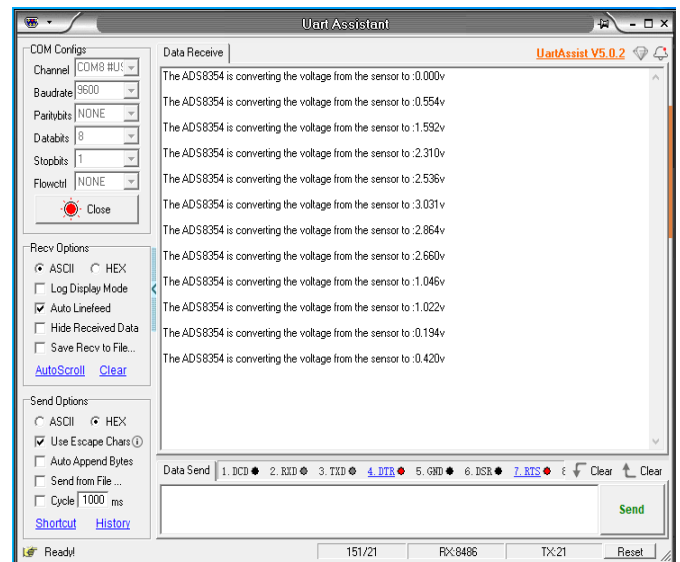 Uart Assistant
COM Configs
Channel COM8 #US
Baudrate 9600
Paritybits NONE
Databits 8
Stopbits 1
Flowctrl NONE
Close
Recv Options
ASCII HEX
Log Display Mode
Auto Linefeed
Hide Received Data
Save Recv to File...
AutoScroll Clear
Send Options
ASCII HEX
Use Escape Chars
Auto Append Bytes
Send from File ...
Cycle 1000 ms
Shortcut History
Data Receive UartAssist V5.0.2
The ADS8354 is converting the voltage from the sensor to :0.000v
The ADS8354 is converting the voltage from the sensor to :0.554v
The ADS8354 is converting the voltage from the sensor to :1.592v
The ADS8354 is converting the voltage from the sensor to :2.310v
The ADS8354 is converting the voltage from the sensor to :2.536v
The ADS8354 is converting the voltage from the sensor to :3.031v
The ADS8354 is converting the voltage from the sensor to :2.864v
The ADS8354 is converting the voltage from the sensor to :2.660v
The ADS8354 is converting the voltage from the sensor to :1.046v
The ADS8354 is converting the voltage from the sensor to :1.022v
The ADS8354 is converting the voltage from the sensor to :0.194v
The ADS8354 is converting the voltage from the sensor to :0.420v
Data Send 1. DCD 2. RXD 3. TXD 4. DTR 5. GND 6. DSR 7. RTS Clear Clear
Send
Ready! 151/21 RX:8486 TX:21 Reset